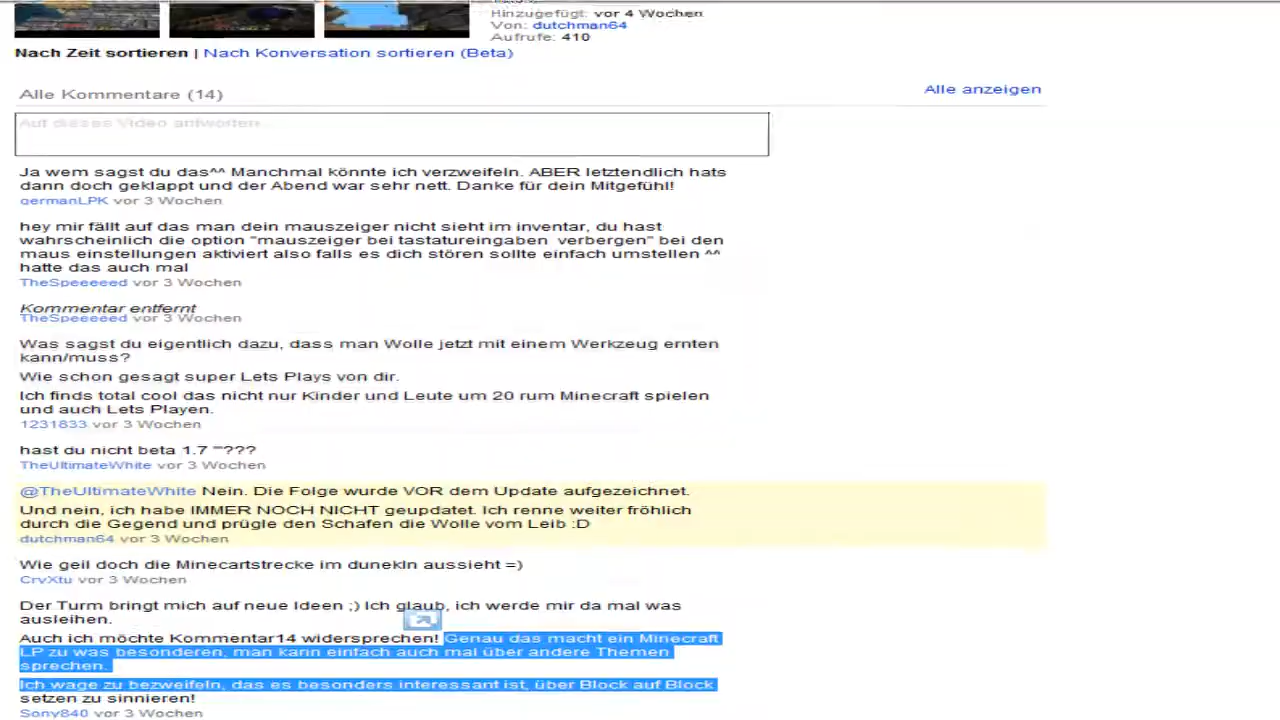 Hinzugefügt: vor 4 Wochen
Von: dutchman64
Aufrufe: 410
Nach Zeit sortieren | Nach Konversation sortieren (Beta)
Alle Kommentare (14)
Alle anzeigen
Auf dieses Video antworten...
Ja wem sagst du das^^ Manchmal könnte ich verzweifeln. ABER letztendlich hats
dann doch geklappt und der Abend war sehr nett. Danke für dein Mitgefühl!
germanLPK vor 3 Wochen
hey mir fällt auf das man dein mauszeiger nicht sieht im inventar, du hast
wahrscheinlich die option "mauszeiger bei tastatureingaben verbergen" bei den
maus einstellungen aktiviert also falls es dich stören sollte einfach umstellen ^^
hatte das auch mal
TheSpeeeeed vor 3 Wochen
Kommentar entfernt
TheSpeeeeed vor 3 Wochen
Was sagst du eigentlich dazu, dass man Wolle jetzt mit einem Werkzeug ernten
kann/muss?
Wie schon gesagt super Lets Plays von dir.
Ich finds total cool das nicht nur Kinder und Leute um 20 rum Minecraft spielen
und auch Lets Playen.
1231833 vor 3 Wochen
hast du nicht beta 1.7 '"???
TheUltimateWhite vor 3 Wochen
@TheUltimateWhite Nein. Die Folge wurde VOR dem Update aufgezeichnet.
Und nein, ich habe IMMER NOCH NICHT geupdatet. Ich renne weiter fröhlich
durch die Gegend und prügle den Schafen die Wolle vom Leib :D
dutchman64 vor 3 Wochen
Wie geil doch die Minecartstrecke im dunekln aussieht =)
CrvXtu vor 3 Wochen
Der Turm bringt mich auf neue Ideen ;) Ich glaub, ich werde mir da mal was
ausleihen.
Auch ich möchte Kommentar14 widersprechen! Genau das macht ein Minecraft
LP zu was besonderen, man kann einfach auch mal über andere Themen
sprechen.
Ich wage zu bezweifeln, das es besonders interessant ist, über Block auf Block
setzen zu sinnieren!
Sony840 vor 3 Wochen